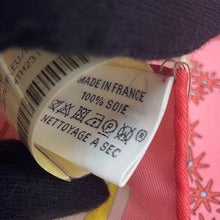 MADE IN FRANCE
100% SOIE
NETTOYAGE A SEC